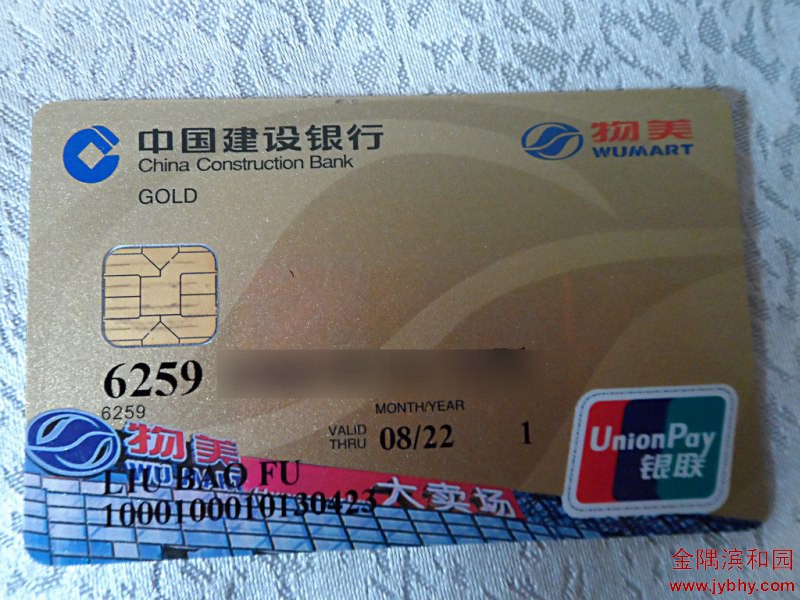 中国建设银行
China Construction Bank
GOLD
物美
WUMART
6259
6259
MONTH/YEAR
VALID THRU 08/22 1
物美
WUMART
大卖场
LIU BAO FU
1000100010130423
UnionPay
银联
金隅滨和园
www.jybhy.com